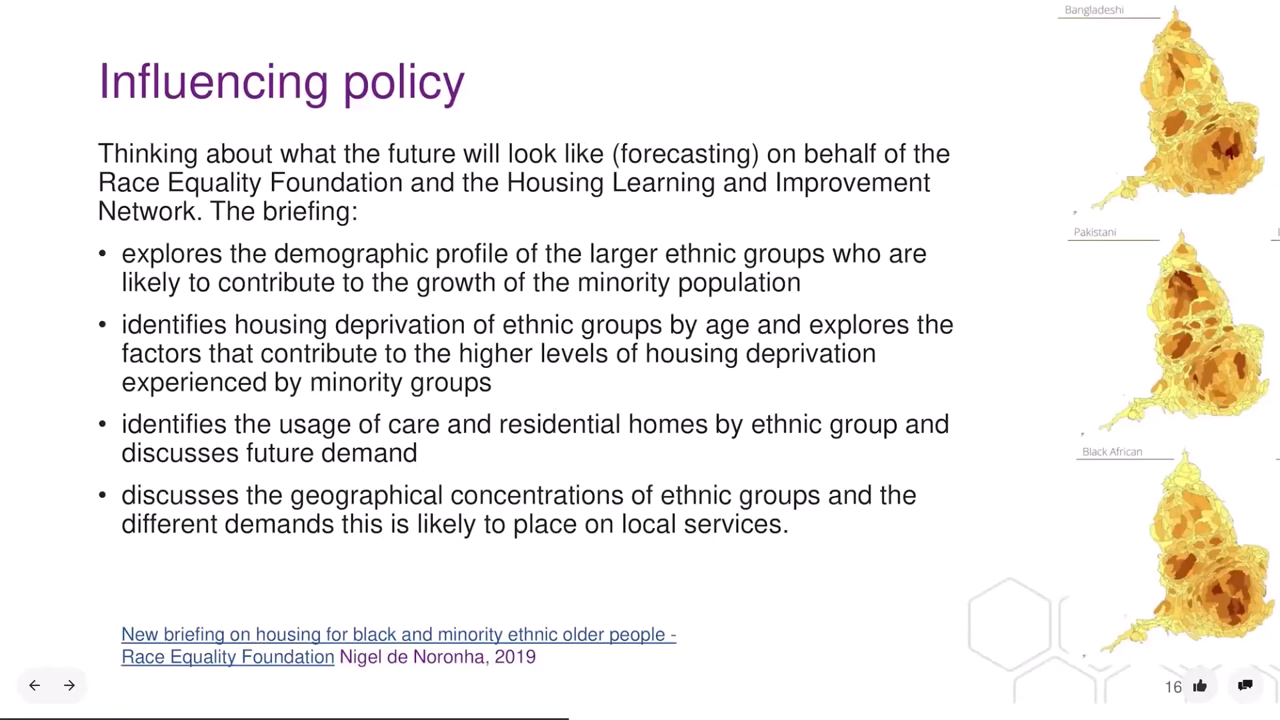 Influencing policy
Thinking about what the future will look like (forecasting) on behalf of the
Race Equality Foundation and the Housing Learning and Improvement
Network. The briefing:
• explores the demographic profile of the larger ethnic groups who are
likely to contribute to the growth of the minority population
• identifies housing deprivation of ethnic groups by age and explores the
factors that contribute to the higher levels of housing deprivation
experienced by minority groups
• identifies the usage of care and residential homes by ethnic group and
discusses future demand
• discusses the geographical concentrations of ethnic groups and the
different demands this is likely to place on local services.
New briefing on housing for black and minority ethnic older people -
Race Equality Foundation Nigel de Noronha, 2019
Bangladeshi
Pakistani
Black African
16